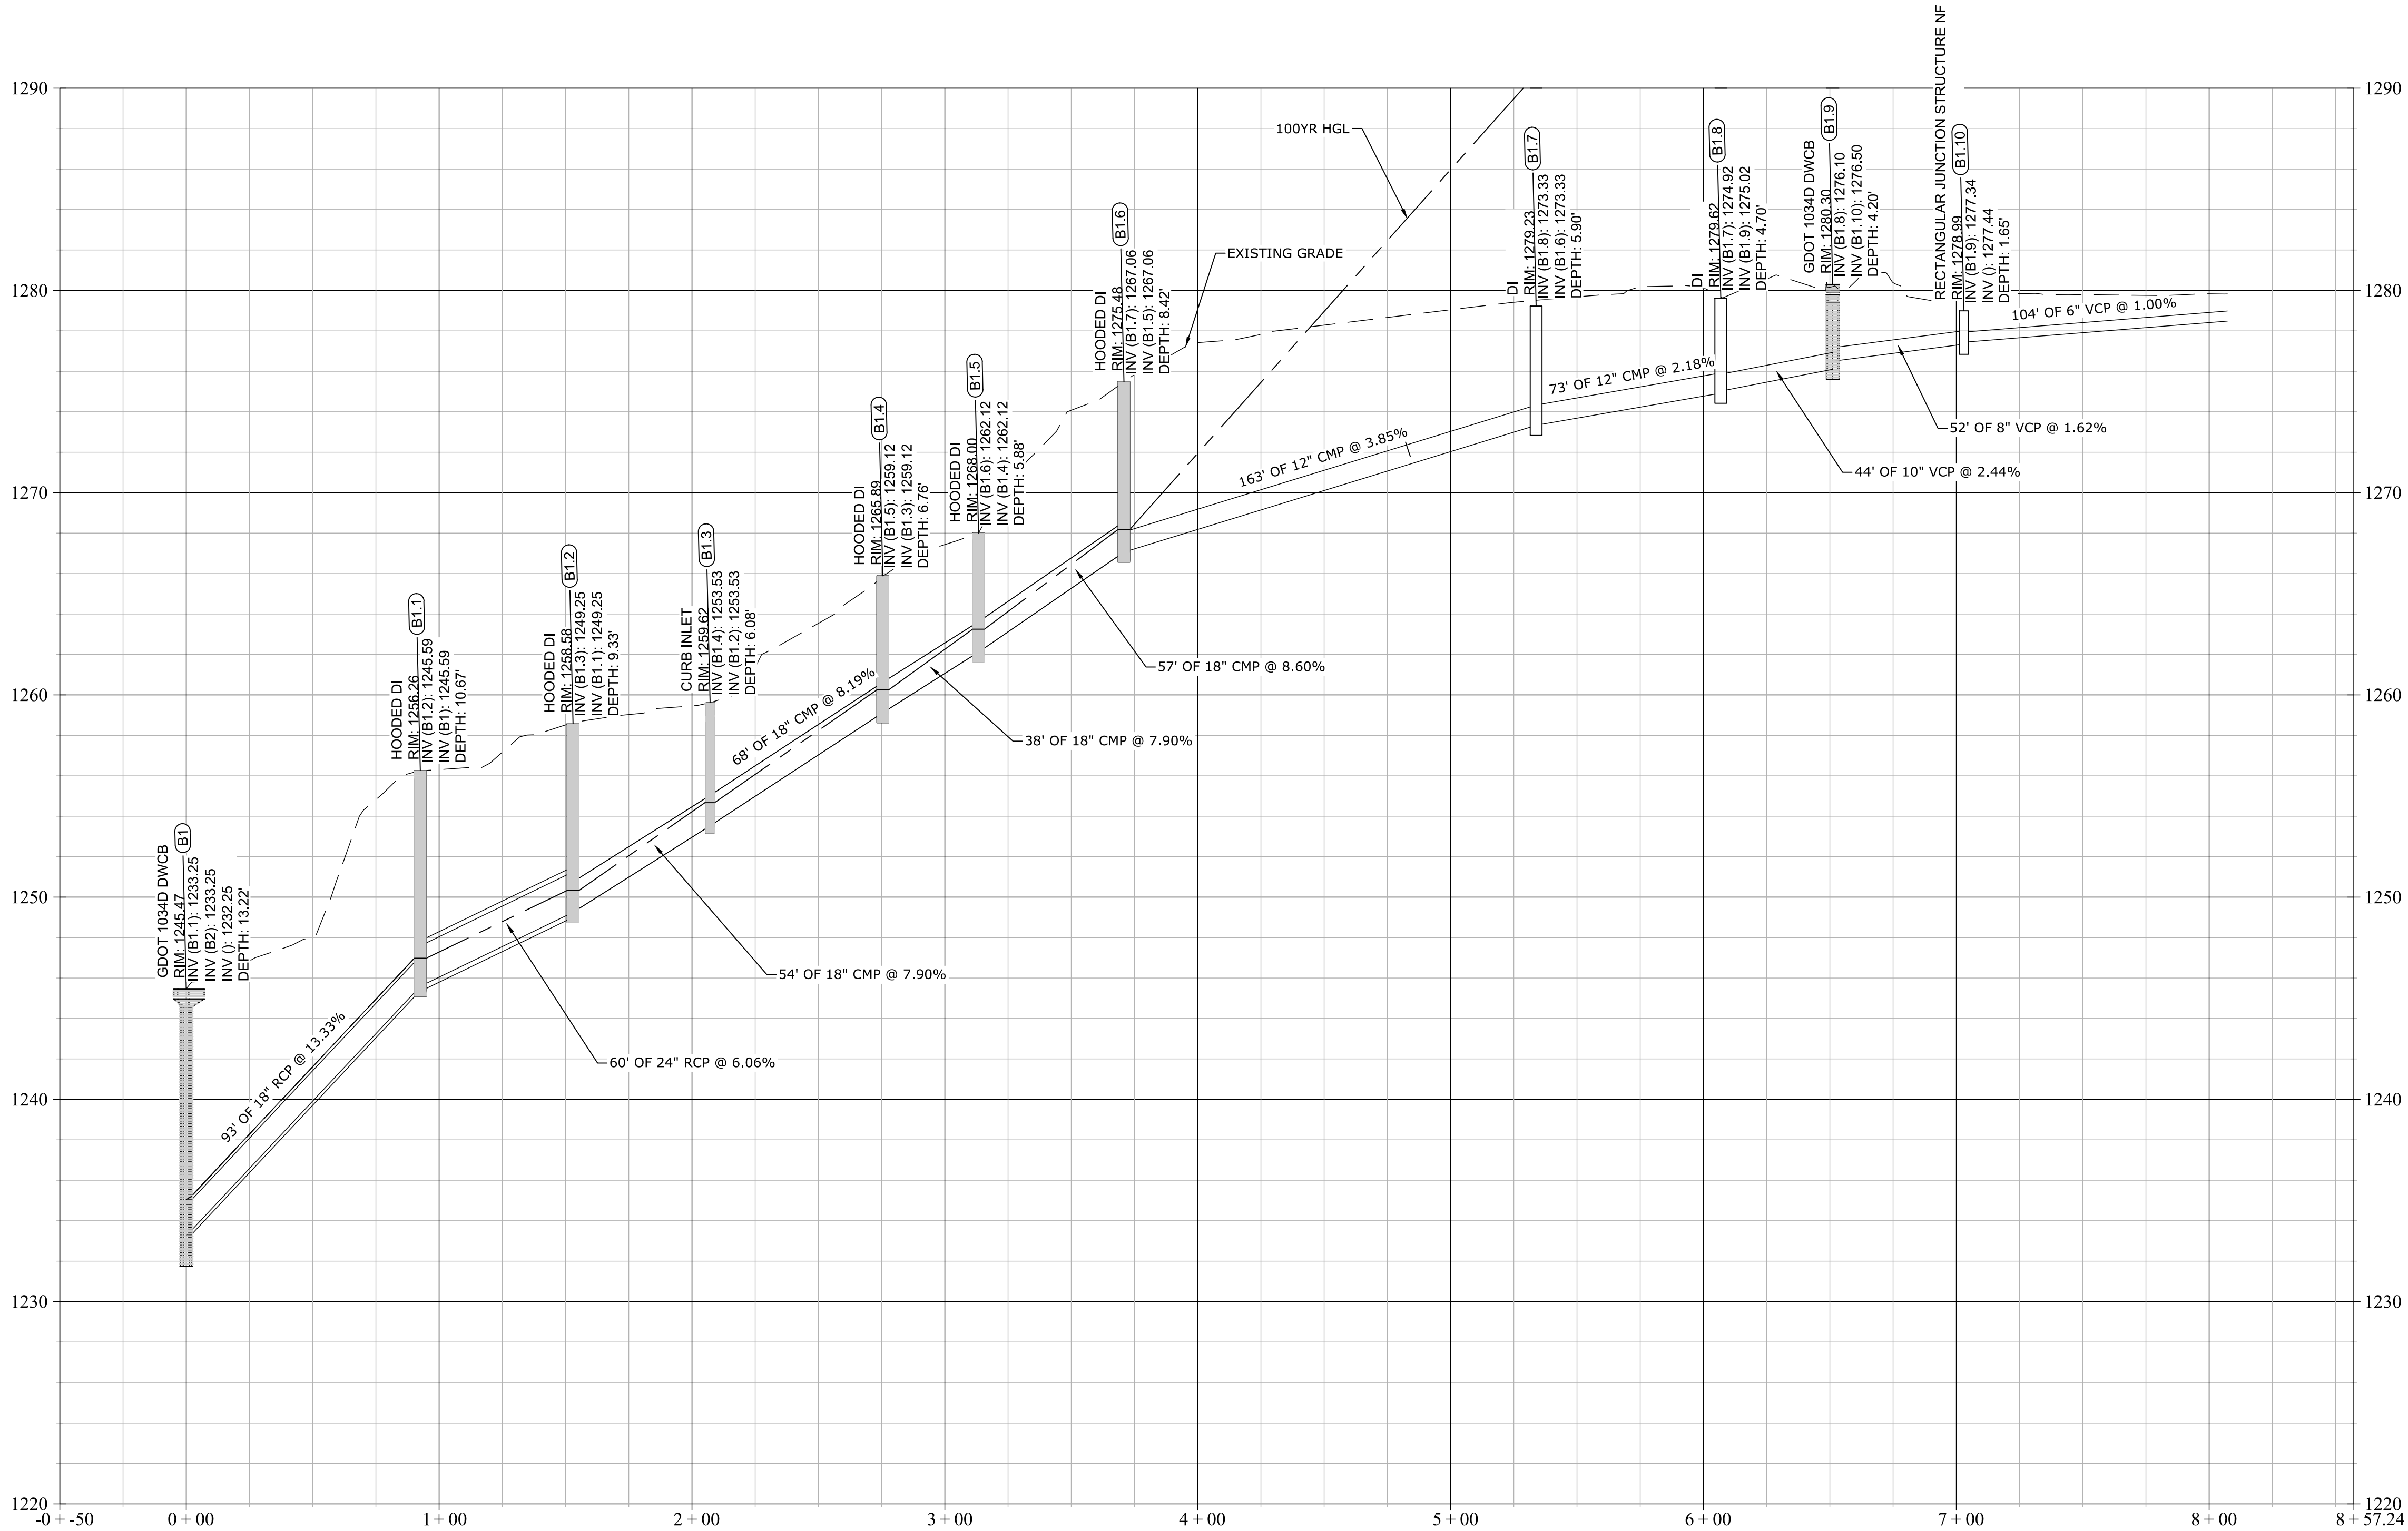 RECTANGULAR JUNCTION STRUCTURE NF
1290
1290
1280
1280
1270
1270
1260
1260
1250
1250
1240
1240
1230
1230
1220
1220
-0 + -50
0 + 00
1 + 00
2 + 00
3 + 00
4 + 00
5 + 00
6 + 00
7 + 00
8 + 00
8 + 57.24
B1
GDOT 1034D DWCB
RIM: 1245.47
INV (B1.1): 1233.25
INV (B2): 1233.25
INV (): 1232.25
DEPTH: 13.22'
B1.1
HOODED DI
RIM: 1256.26
INV (B1.2): 1245.59
INV (B1): 1245.59
DEPTH: 10.67'
B1.2
HOODED DI
RIM: 1258.58
INV (B1.3): 1249.25
INV (B1.1): 1249.25
DEPTH: 9.33'
B1.3
CURB INLET
RIM: 1259.62
INV (B1.4): 1253.53
INV (B1.2): 1253.53
DEPTH: 6.08'
B1.4
HOODED DI
RIM: 1265.89
INV (B1.5): 1259.12
INV (B1.3): 1259.12
DEPTH: 6.76'
B1.5
HOODED DI
RIM: 1268.00
INV (B1.6): 1262.12
INV (B1.4): 1262.12
DEPTH: 5.88'
B1.6
HOODED DI
RIM: 1275.48
INV (B1.7): 1267.06
INV (B1.5): 1267.06
DEPTH: 8.42'
B1.7
DI
RIM: 1279.23
INV (B1.8): 1273.33
INV (B1.6): 1273.33
DEPTH: 5.90'
B1.8
DI
RIM: 1279.62
INV (B1.7): 1274.92
INV (B1.9): 1275.02
DEPTH: 4.70'
B1.9
GDOT 1034D DWCB
RIM: 1280.30
INV (B1.8): 1276.10
INV (B1.10): 1276.50
DEPTH: 4.20'
B1.10
RIM: 1278.99
INV (B1.9): 1277.34
INV (): 1277.44
DEPTH: 1.65'
100YR HGL
EXISTING GRADE
93' OF 18" RCP @ 13.33%
60' OF 24" RCP @ 6.06%
54' OF 18" CMP @ 7.90%
68' OF 18" CMP @ 8.19%
38' OF 18" CMP @ 7.90%
57' OF 18" CMP @ 8.60%
163' OF 12" CMP @ 3.85%
73' OF 12" CMP @ 2.18%
44' OF 10" VCP @ 2.44%
52' OF 8" VCP @ 1.62%
104' OF 6" VCP @ 1.00%